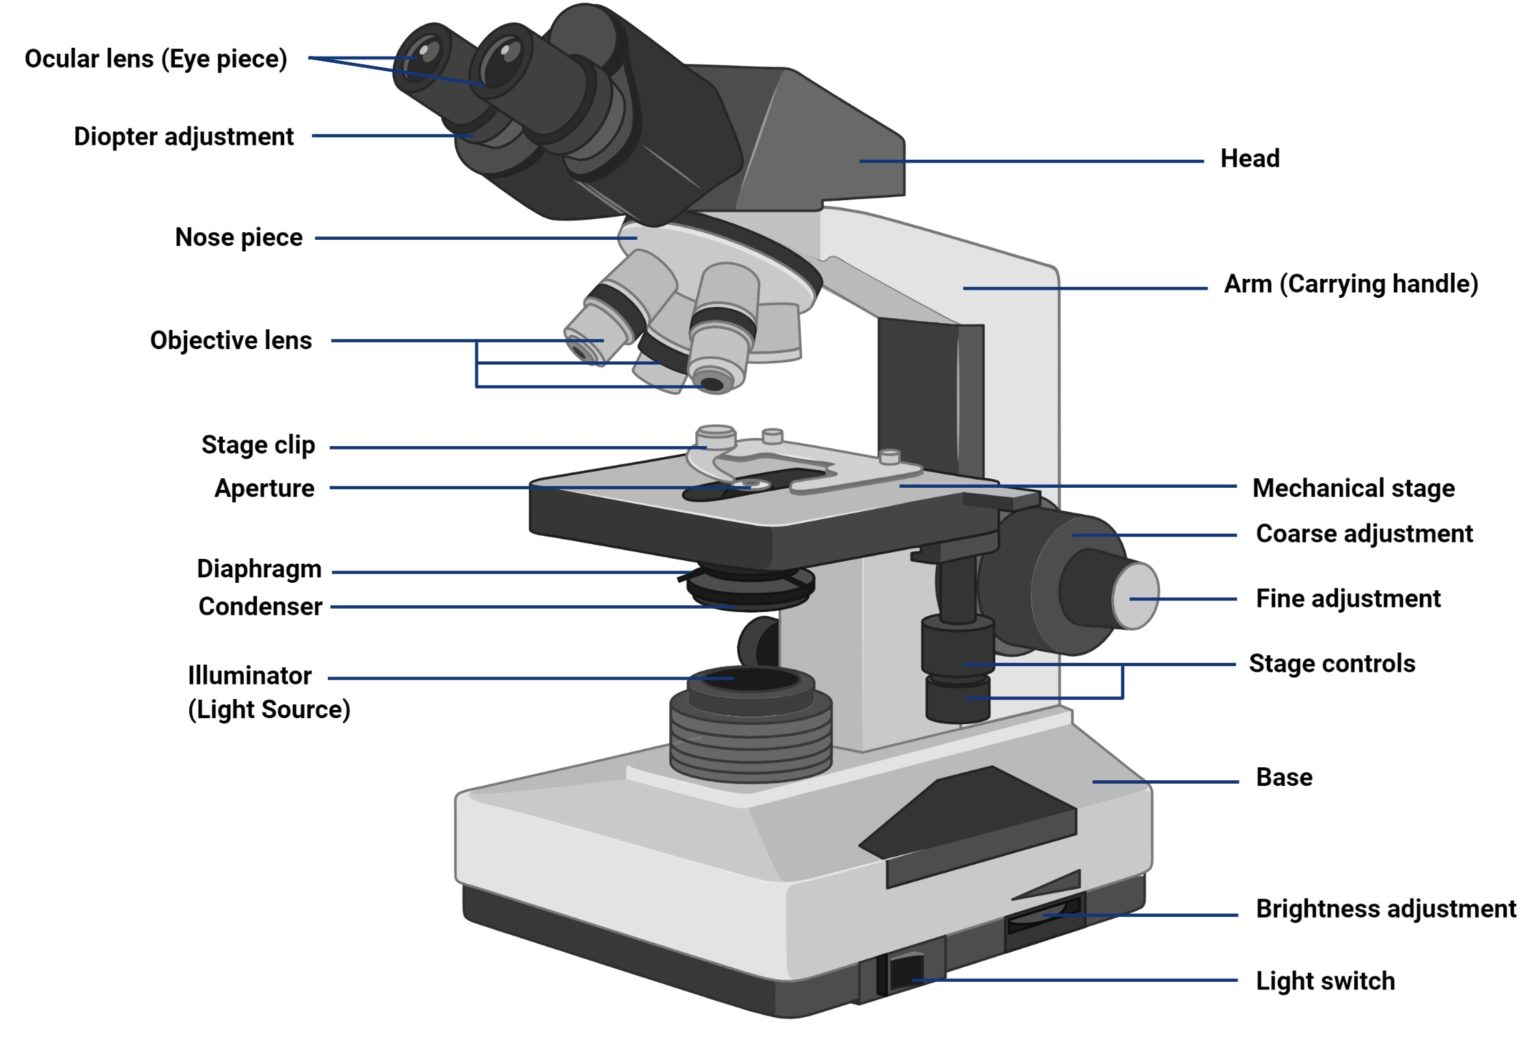 Ocular lens (Eye piece)
Diopter adjustment
Nose piece
Objective lens
Stage clip
Aperture
Diaphragm
Condenser
Illuminator
(Light Source)
Head
Arm (Carrying handle)
Mechanical stage
Coarse adjustment
Fine adjustment
Stage controls
Base
Brightness adjustment
Light switch